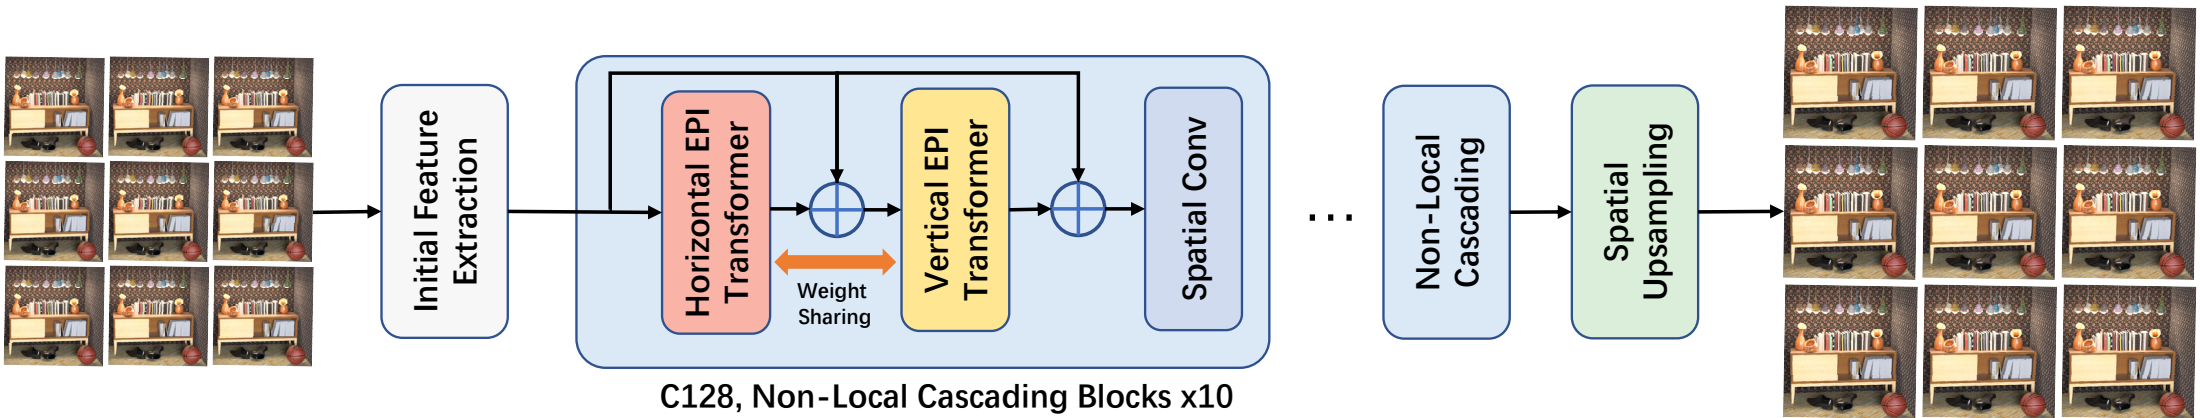 Initial Feature
Extraction
Horizontal EPI
Transformer
Weight
Sharing
Vertical EPI
Transformer
Spatial Conv
...
Non-Local
Cascading
Spatial
Upsampling
C128, Non-Local Cascading Blocks x10